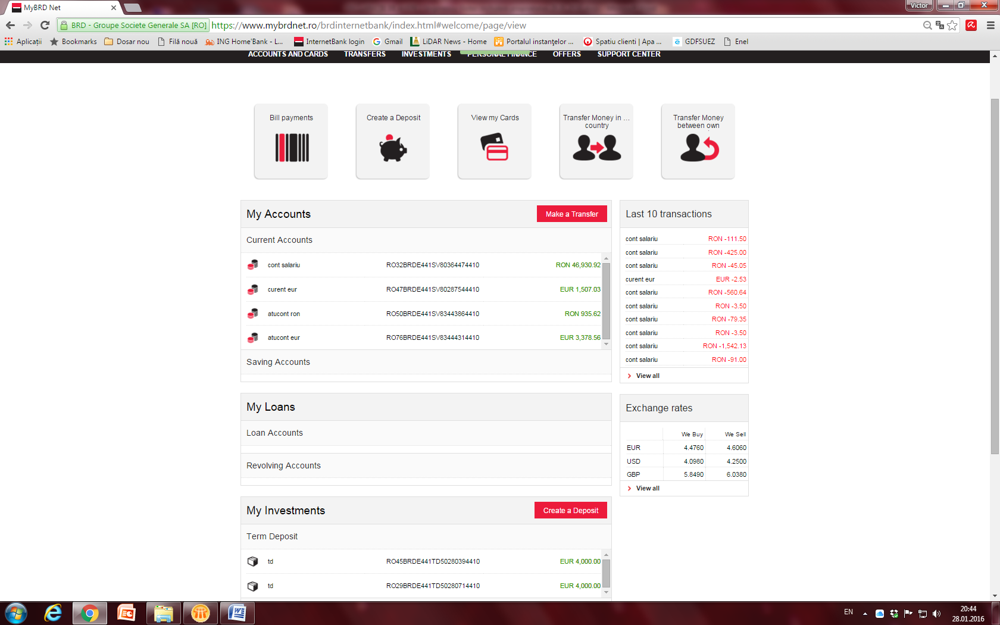 MyBRD Net
Victor
BRD - Groupe Societe Generale SA [RO] https://www.mybrdnet.ro/brdinternetbank/index.html#welcome/page/view
Aplicații Bookmarks Dosar nou Filă nouă ING Home'Bank - L... InternetBank login Gmail LiDAR News - Home Portalul instanțelor ... Spatiu clienti | Apa ... GDFSUEZ Enel
ACCOUNTS AND CARDS TRANSFERS INVESTMENTS PERSONAL FINANCE OFFERS SUPPORT CENTER
Bill payments
Create a Deposit
View my Cards
Transfer Money in ...
country
Transfer Money
between own
My Accounts
Make a Transfer
Current Accounts
cont salariu RO32BRDE441SV80364474410 RON 46,930.92
curent eur RO47BRDE441SV80287544410 EUR 1,507.03
atucont ron RO50BRDE441SV83443864410 RON 935.62
atucont eur RO76BRDE441SV83444314410 EUR 3,378.56
Saving Accounts
My Loans
Loan Accounts
Revolving Accounts
My Investments
Create a Deposit
Term Deposit
td RO45BRDE441TD50280394410 EUR 4,000.00
td RO29BRDE441TD50280714410 EUR 4,000.00
Last 10 transactions
cont salariu RON -111.50
cont salariu RON -425.00
cont salariu RON -45.05
curent eur EUR -2.53
cont salariu RON -560.64
cont salariu RON -3.50
cont salariu RON -79.35
cont salariu RON -3.50
cont salariu RON -1,542.13
cont salariu RON -91.00
View all
Exchange rates
We Buy We Sell
EUR 4.4760 4.6060
USD 4.0980 4.2500
GBP 5.8490 6.0380
View all
EN
20:44
28.01.2016